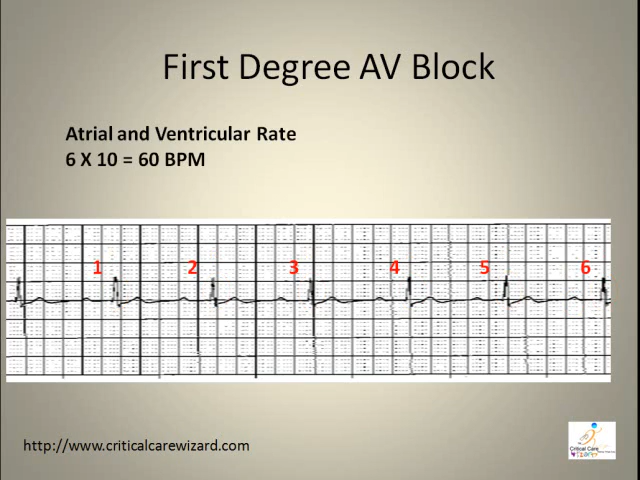 First Degree AV Block
Atrial and Ventricular Rate
6 X 10 = 60 BPM
1 2 3 4 5 6
http://www.criticalcarewizard.com
Critical Care